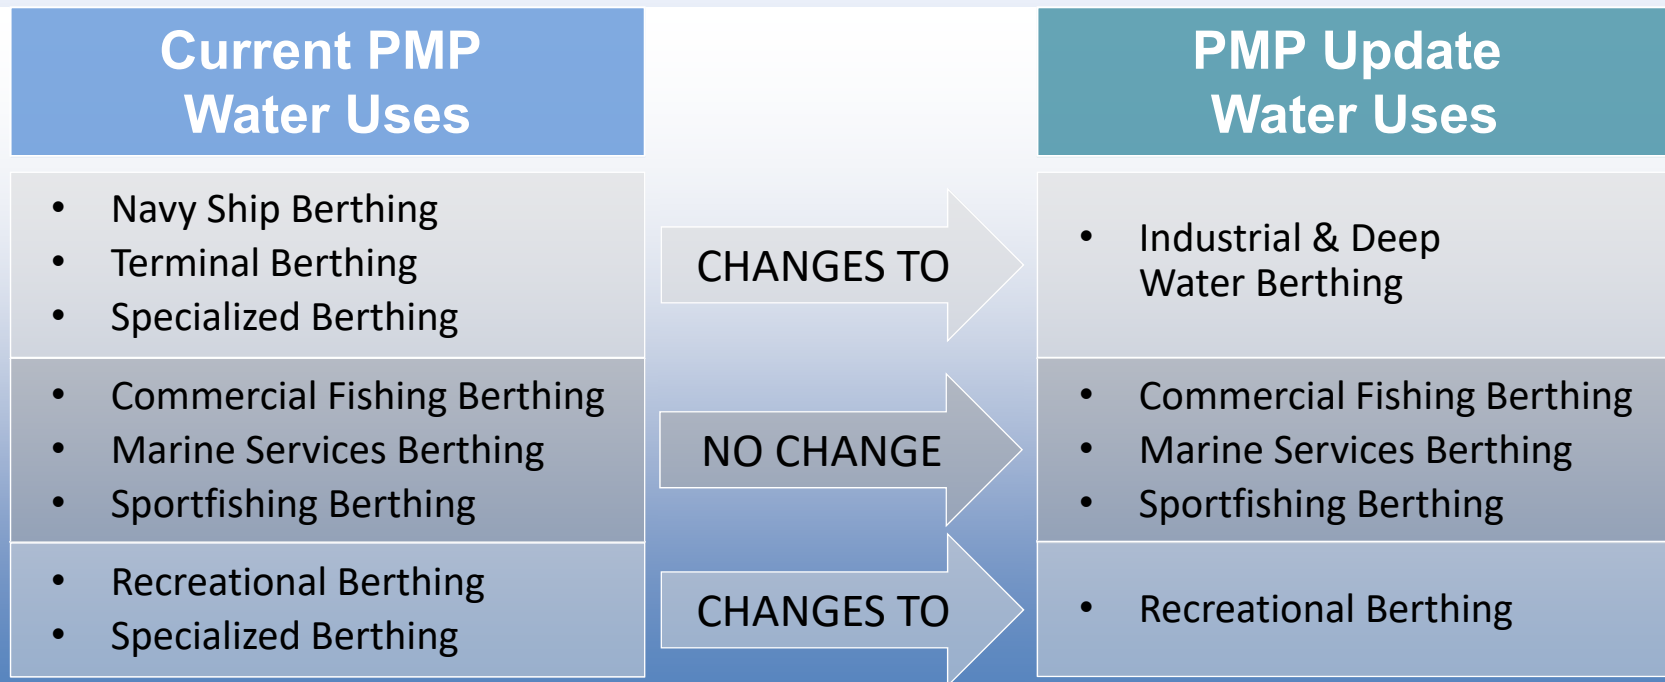 Current PMP
Water Uses
PMP Update
Water Uses
• Navy Ship Berthing
• Terminal Berthing
• Specialized Berthing
CHANGES TO
• Industrial & Deep
Water Berthing
• Commercial Fishing Berthing
• Marine Services Berthing
• Sportfishing Berthing
NO CHANGE
• Commercial Fishing Berthing
• Marine Services Berthing
• Sportfishing Berthing
• Recreational Berthing
• Specialized Berthing
CHANGES TO
• Recreational Berthing